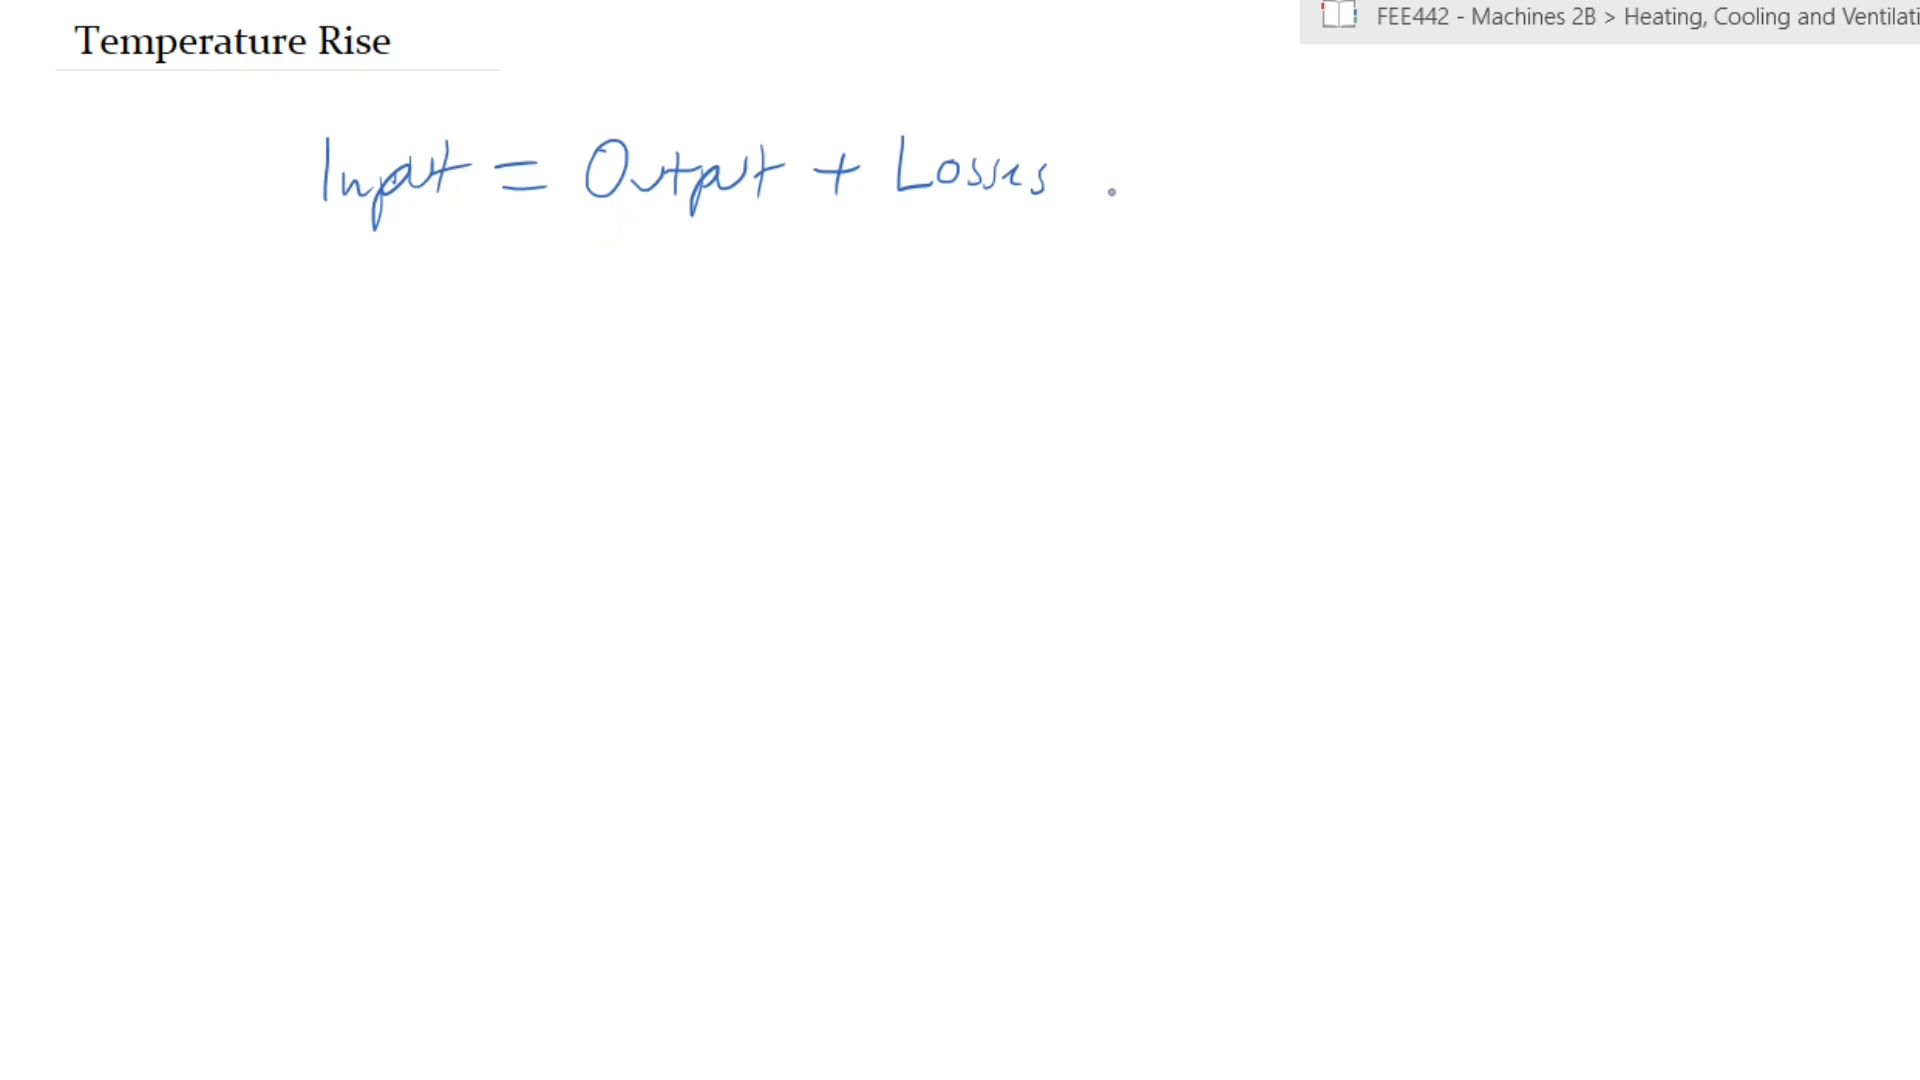 Temperature Rise
FEE442 - Machines 2B > Heating, Cooling and Ventilati
Input = Output + Losses